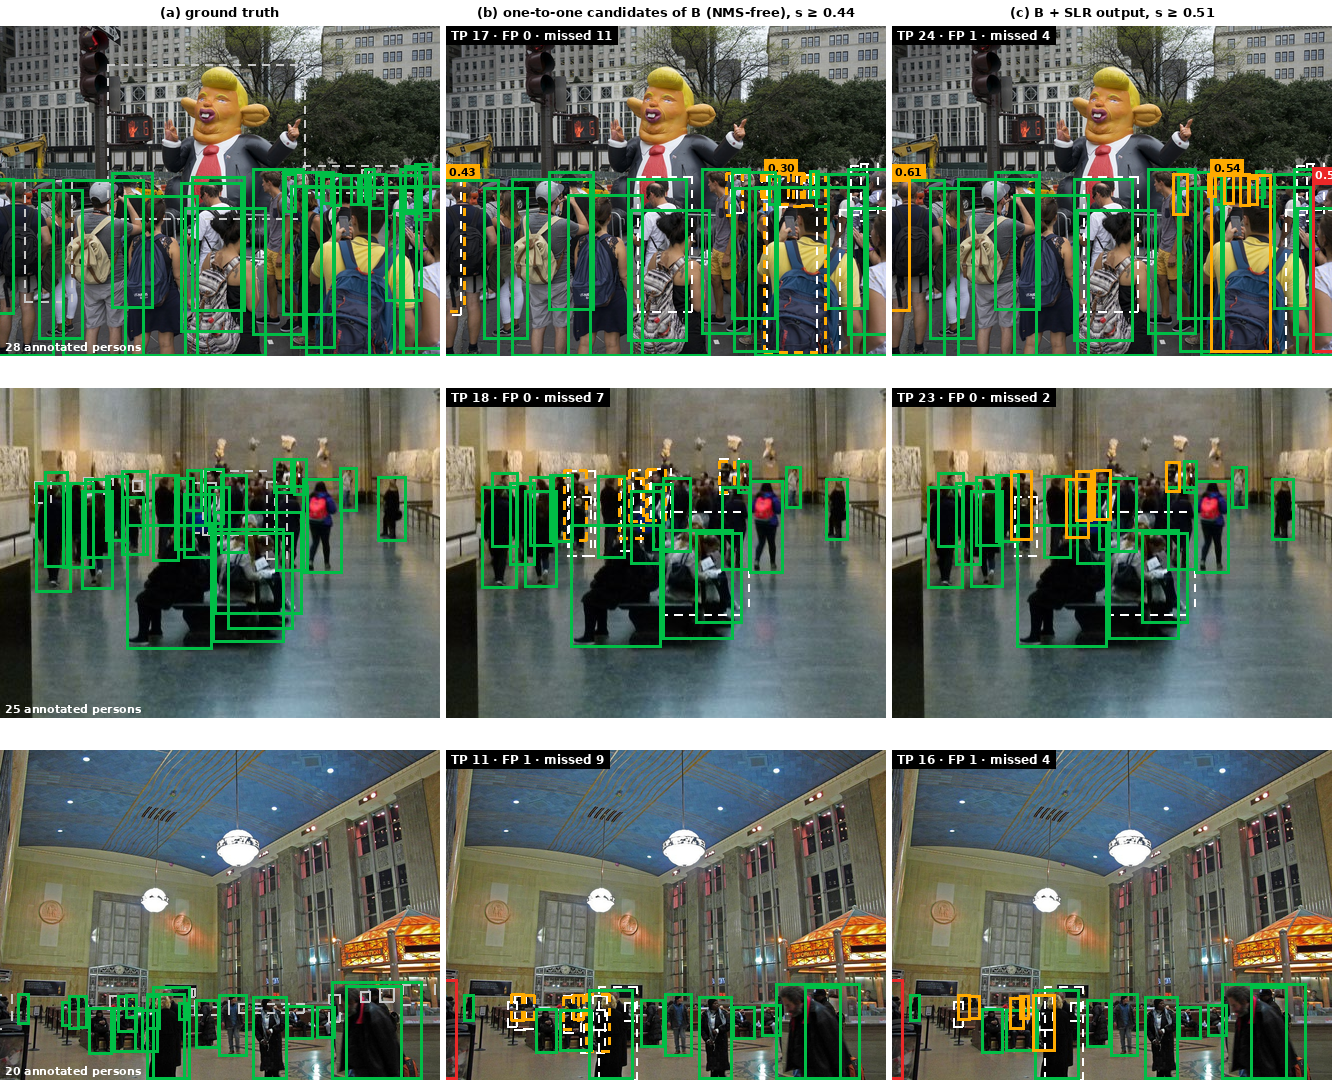 (a) ground truth
(b) one-to-one candidates of B (NMS-free), s ≥ 0.44
(c) B + SLR output, s ≥ 0.51
TP 17 · FP 0 · missed 11
TP 24 · FP 1 · missed 4
0.43
0.30
0.61
0.54
28 annotated persons
TP 18 · FP 0 · missed 7
TP 23 · FP 0 · missed 2
25 annotated persons
TP 11 · FP 1 · missed 9
TP 16 · FP 1 · missed 4
20 annotated persons